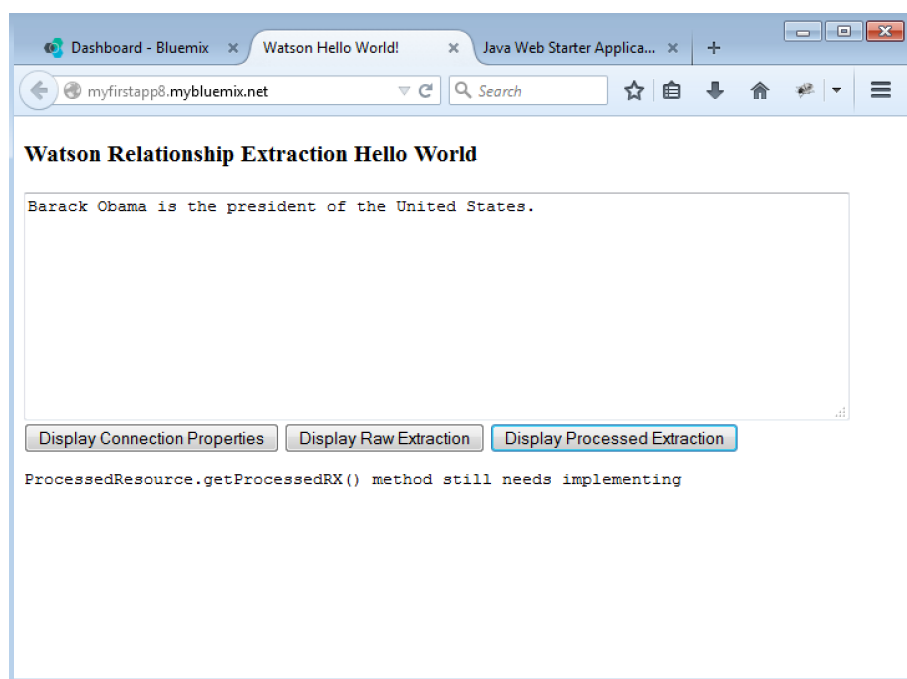 Dashboard - Bluemix
Watson Hello World!
Java Web Starter Applica...
myfirstapp8.mybluemix.net
Search
Watson Relationship Extraction Hello World
Barack Obama is the president of the United States.
Display Connection Properties
Display Raw Extraction
Display Processed Extraction
ProcessedResource.getProcessedRX() method still needs implementing